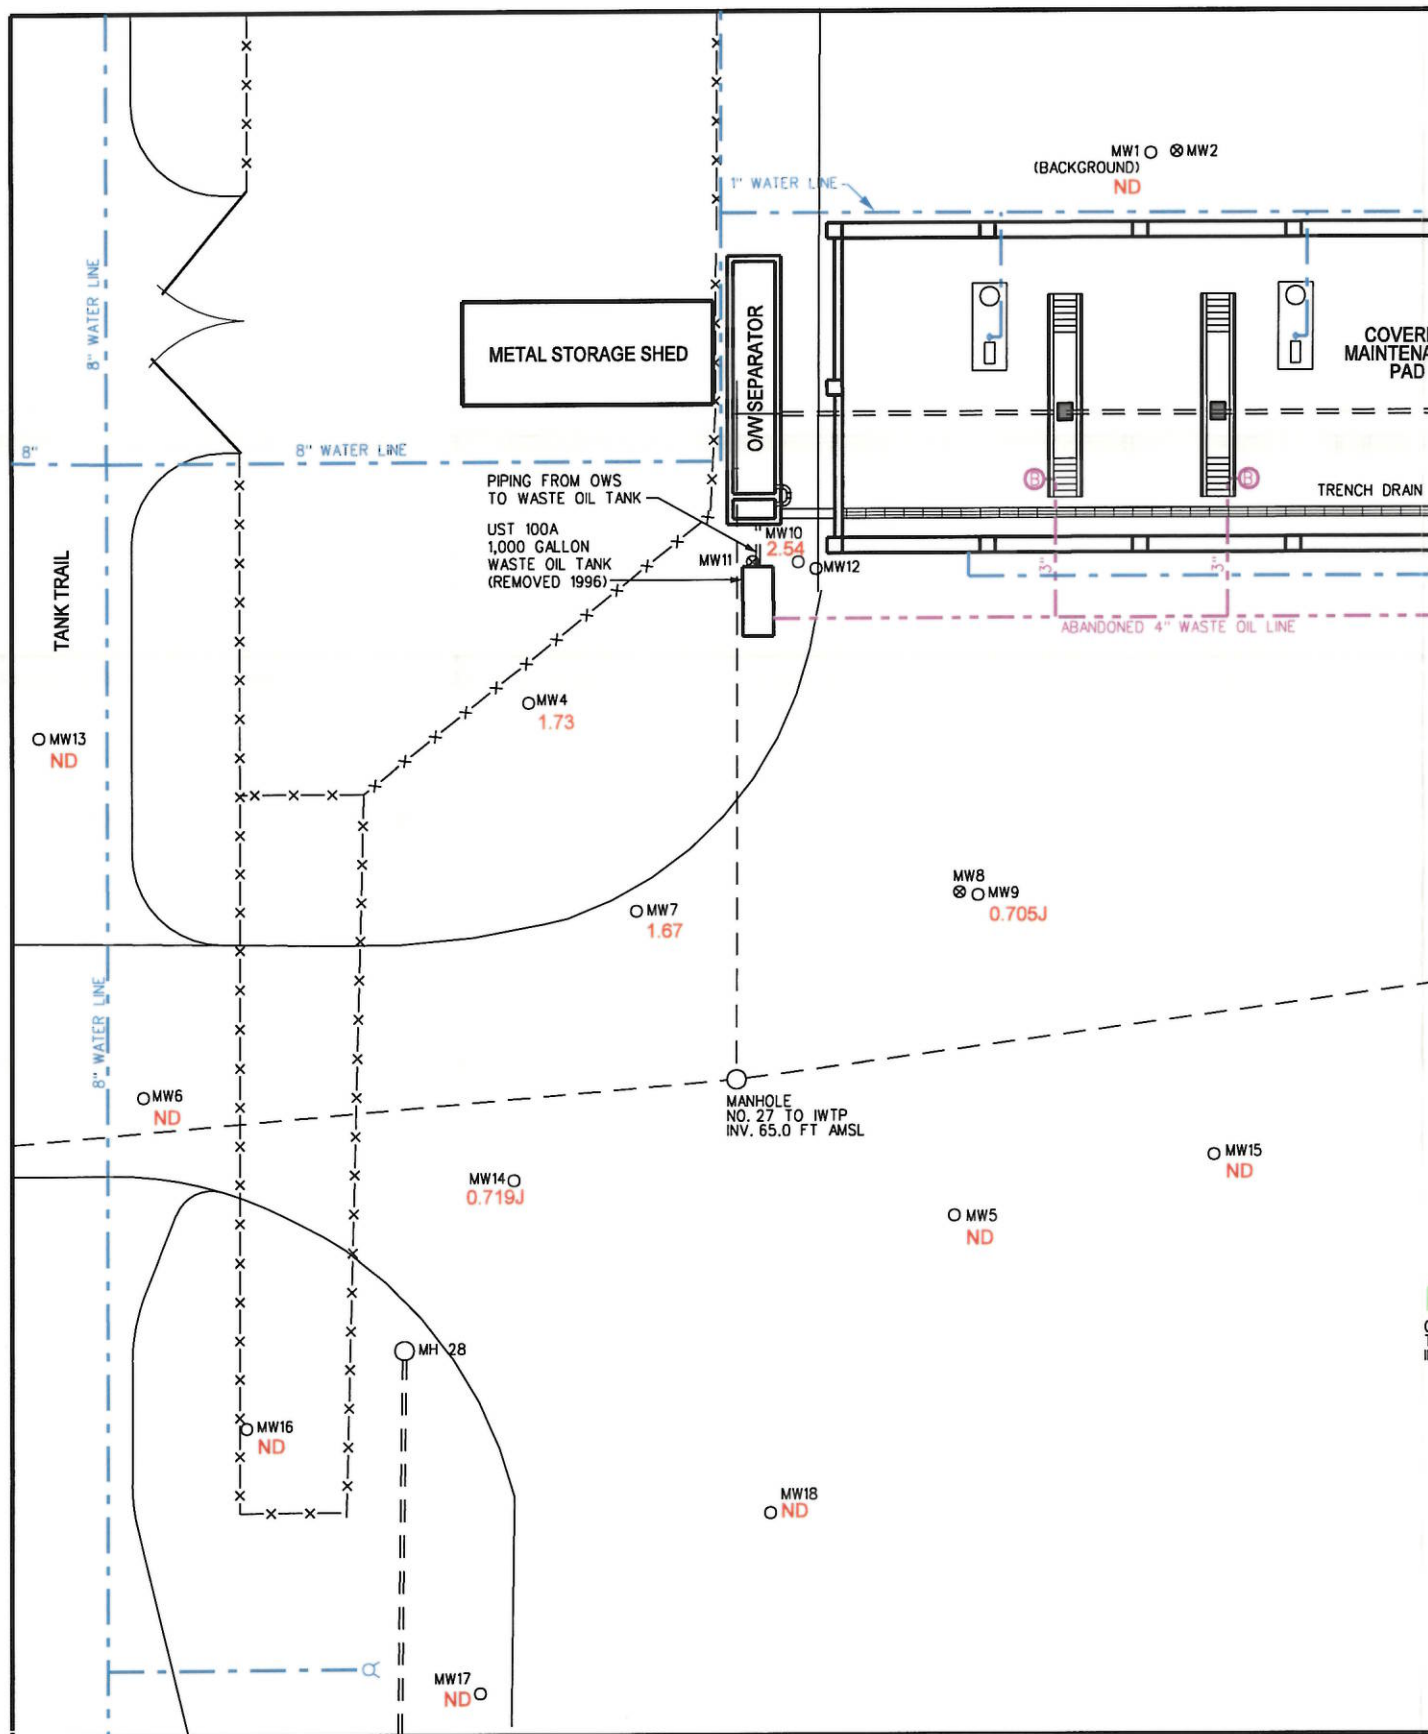 MW1
MW2
(BACKGROUND)
ND
1" WATER LINE
8" WATER LINE
METAL STORAGE SHED
O/W SEPARATOR
8"
8" WATER LINE
PIPING FROM OWS
TO WASTE OIL TANK
UST 100A
1,000 GALLON
WASTE OIL TANK
(REMOVED 1996)
MW10
2.54
MW11
MW12
B
B
TRENCH DRAIN
PAD
3"
3"
ABANDONED 4" WASTE OIL LINE
TANK TRAIL
MW4
1.73
MW13
ND
MW8
MW9
0.705J
MW7
1.67
8" WATER LINE
MW6
ND
MANHOLE
NO. 27 TO IWTP
INV. 65.0 FT AMSL
MW15
ND
MW14
0.719J
MW5
ND
MH 28
MW16
ND
MW18
ND
MW17
ND